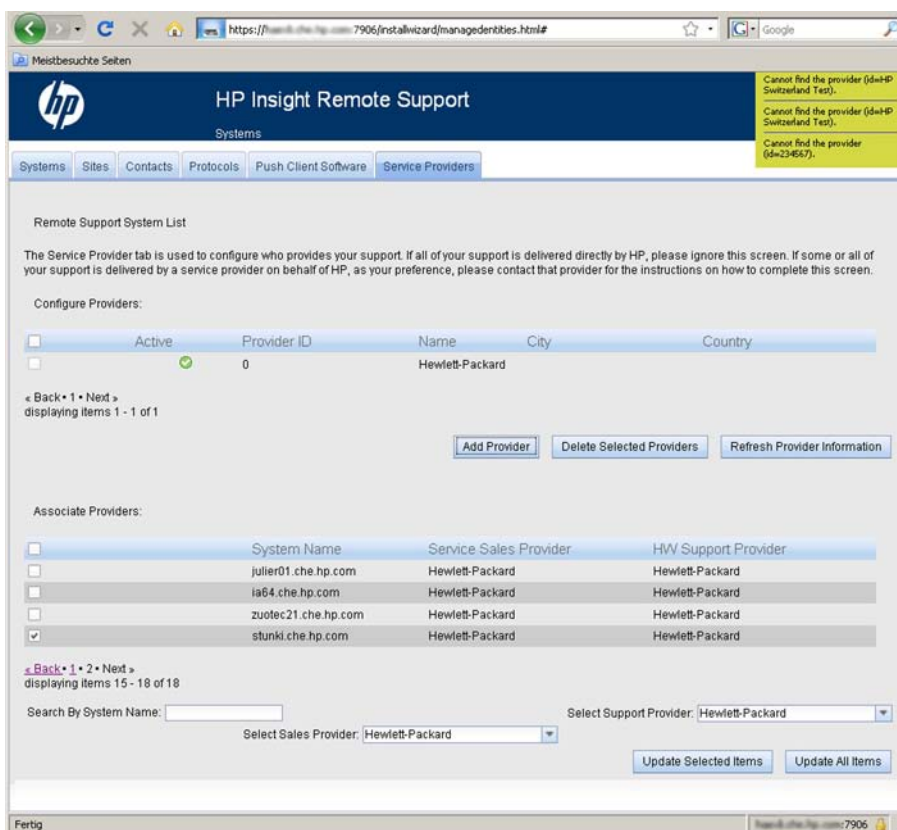 https:// 7906/installwizard/managedentities.html#
G Google
Meistbesuchte Seiten
hp
HP Insight Remote Support
Systems
Cannot find the provider (id=HP
Switzerland Test).
Cannot find the provider (id=HP
Switzerland Test).
Cannot find the provider
(id=234567).
Systems Sites Contacts Protocols Push Client Software Service Providers
Remote Support System List
The Service Provider tab is used to configure who provides your support. If all of your support is delivered directly by HP, please ignore this screen. If some or all of
your support is delivered by a service provider on behalf of HP, as your preference, please contact that provider for the instructions on how to complete this screen.
Configure Providers:
Active Provider ID Name City Country
0 Hewlett-Packard
« Back • 1 • Next »
displaying items 1 - 1 of 1
Add Provider Delete Selected Providers Refresh Provider Information
Associate Providers:
System Name Service Sales Provider HW Support Provider
julier01.che.hp.com Hewlett-Packard Hewlett-Packard
ia64.che.hp.com Hewlett-Packard Hewlett-Packard
zuotec21.che.hp.com Hewlett-Packard Hewlett-Packard
stunki.che.hp.com Hewlett-Packard Hewlett-Packard
« Back • 1 • 2 • Next »
displaying items 15 - 18 of 18
Search By System Name: Select Support Provider: Hewlett-Packard
Select Sales Provider: Hewlett-Packard
Update Selected Items Update All Items
Fertig :7906